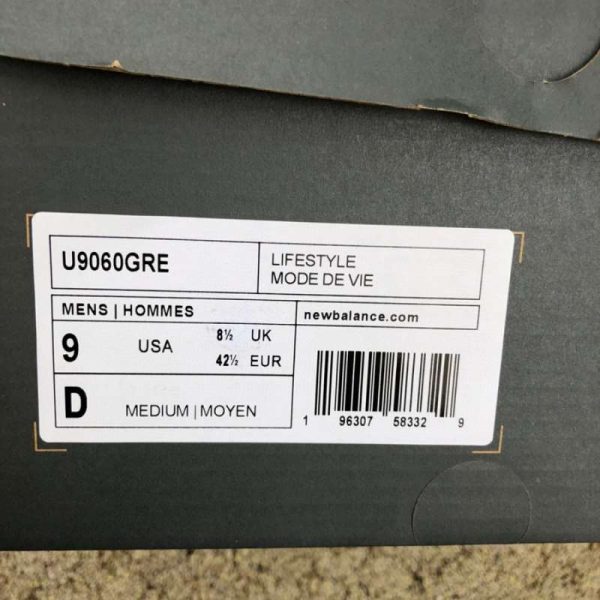 U9060GRE
LIFESTYLE
MODE DE VIE
MENS | HOMMES
newbalance.com
9 USA
8½ UK
42½ EUR
D MEDIUM | MOYEN
1 96307 58332 9